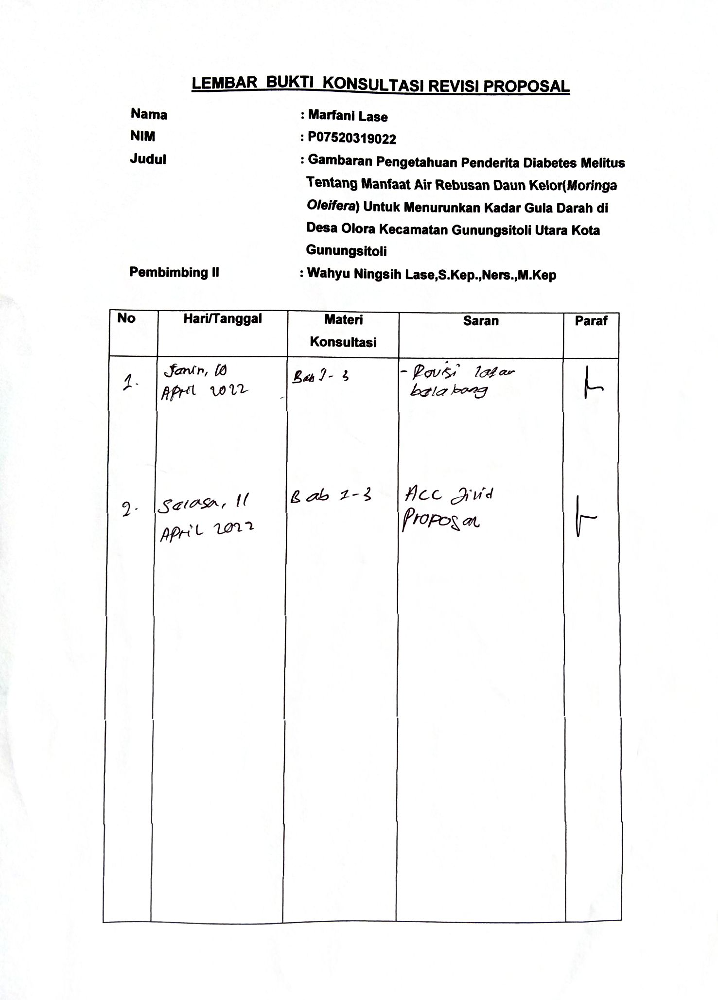 LEMBAR BUKTI KONSULTASI REVISI PROPOSAL
Nama : Marfani Lase
NIM : P07520319022
Judul : Gambaran Pengetahuan Penderita Diabetes Melitus
Tentang Manfaat Air Rebusan Daun Kelor(Moringa
Oleifera) Untuk Menurunkan Kadar Gula Darah di
Desa Olora Kecamatan Gunungsitoli Utara Kota
Gunungsitoli
Pembimbing II : Wahyu Ningsih Lase,S.Kep.,Ners.,M.Kep
No Hari/Tanggal Materi Saran Paraf
Konsultasi
1. Senin, 10 Bab 1-3 - Revisi latar
April 2022 belakang
2. Selasa, 11 Bab 1-3 ACC
April 2022 Proposal